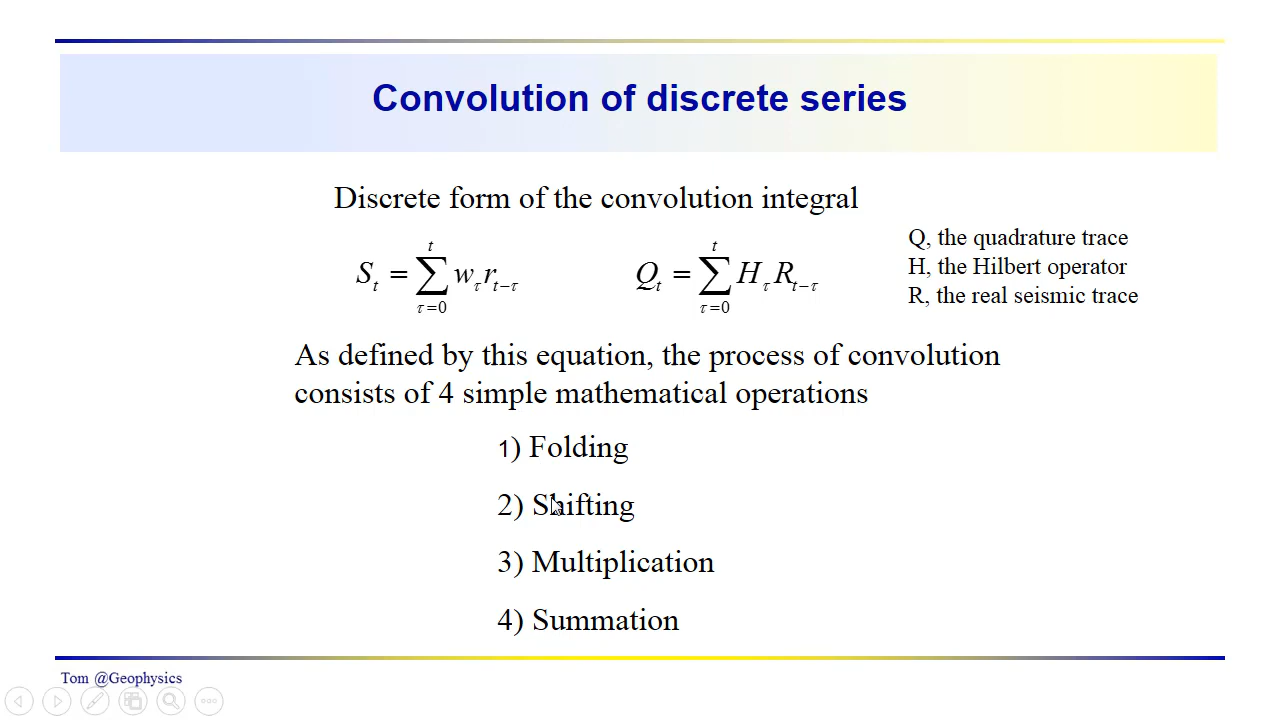 Convolution of discrete series
Discrete form of the convolution integral
S_t = \sum_{τ=0}^{t} w_τ r_{t−τ}
Q_t = \sum_{τ=0}^{t} H_τ R_{t−τ}
Q, the quadrature trace
H, the Hilbert operator
R, the real seismic trace
As defined by this equation, the process of convolution
consists of 4 simple mathematical operations
1) Folding
2) Shifting
3) Multiplication
4) Summation
Tom @Geophysics